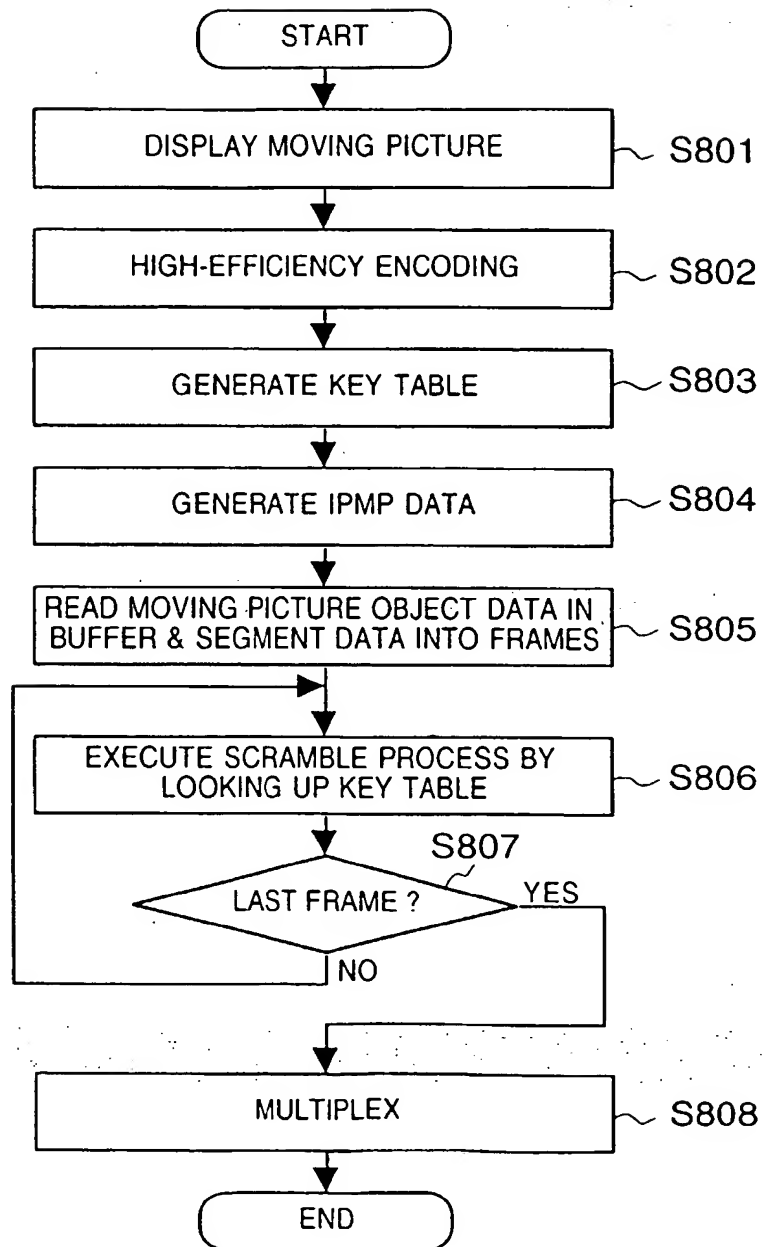 START
DISPLAY MOVING PICTURE
S801
HIGH-EFFICIENCY ENCODING
S802
GENERATE KEY TABLE
S803
GENERATE IPMP DATA
S804
READ MOVING PICTURE OBJECT DATA IN
BUFFER & SEGMENT DATA INTO FRAMES
S805
EXECUTE SCRAMBLE PROCESS BY
LOOKING UP KEY TABLE
S806
S807
LAST FRAME ?
YES
NO
MULTIPLEX
S808
END